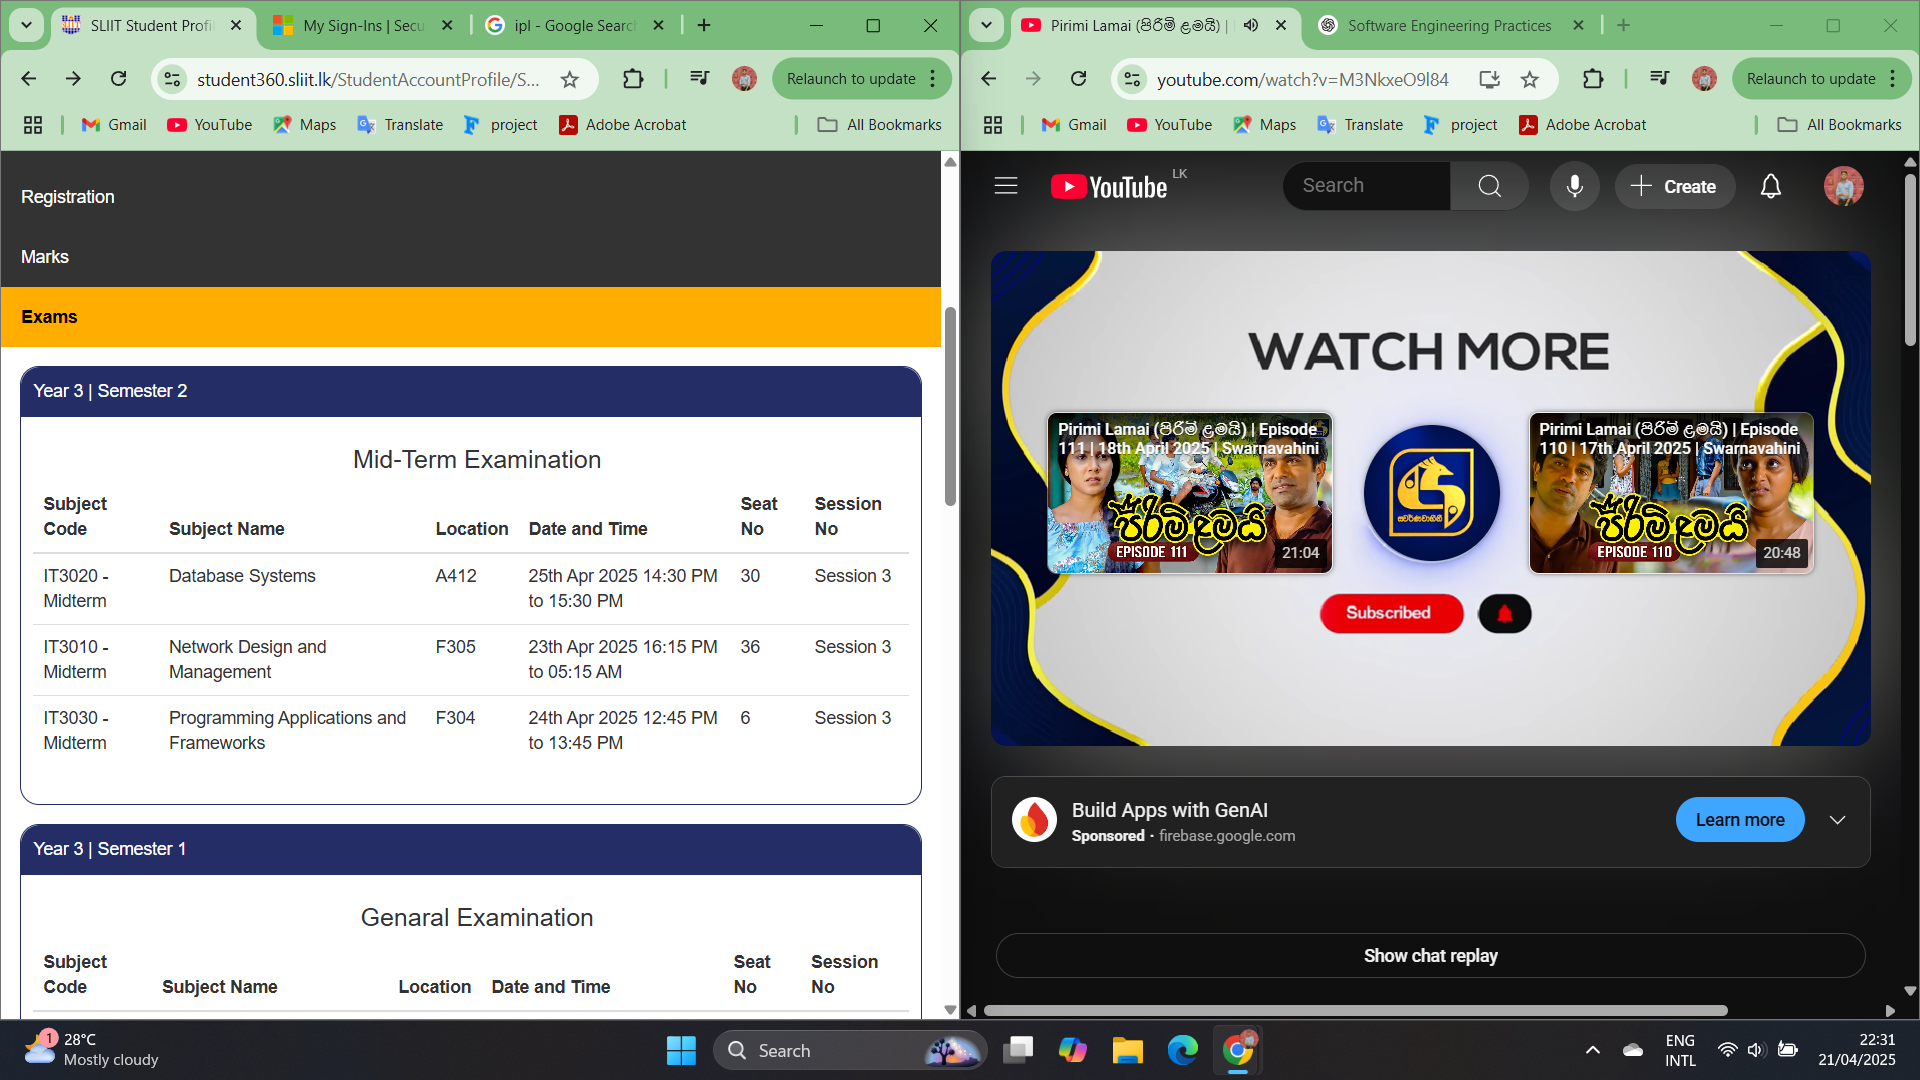 SLIIT Student Profi
My Sign-Ins | Secu
ipl - Google Search
student360.sliit.lk/StudentAccountProfile/S...
Relaunch to update
Gmail
YouTube
Maps
Translate
project
Adobe Acrobat
All Bookmarks
Registration
Marks
Exams
Year 3 | Semester 2
Mid-Term Examination
Subject Code Subject Name Location Date and Time Seat No Session No
IT3020 - Midterm Database Systems A412 25th Apr 2025 14:30 PM to 15:30 PM 30 Session 3
IT3010 - Midterm Network Design and Management F305 23th Apr 2025 16:15 PM to 05:15 AM 36 Session 3
IT3030 - Midterm Programming Applications and Frameworks F304 24th Apr 2025 12:45 PM to 13:45 PM 6 Session 3
Year 3 | Semester 1
Genaral Examination
Subject Code Subject Name Location Date and Time Seat No Session No
Pirimi Lamai (පිරිමි ළමයි) |
Software Engineering Practices
youtube.com/watch?v=M3NkxeO9l84
Relaunch to update
Gmail
YouTube
Maps
Translate
project
Adobe Acrobat
All Bookmarks
YouTube LK
Search
Create
WATCH MORE
Pirimi Lamai (පිරිමි ළමයි) | Episode
111 | 18th April 2025 | Swarnavahini
පිරිමි ළමයි
EPISODE 111
21:04
ස්වර්ණවාහිනී
Pirimi Lamai (පිරිමි ළමයි) | Episode
110 | 17th April 2025 | Swarnavahini
පිරිමි ළමයි
EPISODE 110
20:48
Subscribed
Build Apps with GenAI
Sponsored · firebase.google.com
Learn more
Show chat replay
1
28°C
Mostly cloudy
Search
ENG
INTL
22:31
21/04/2025